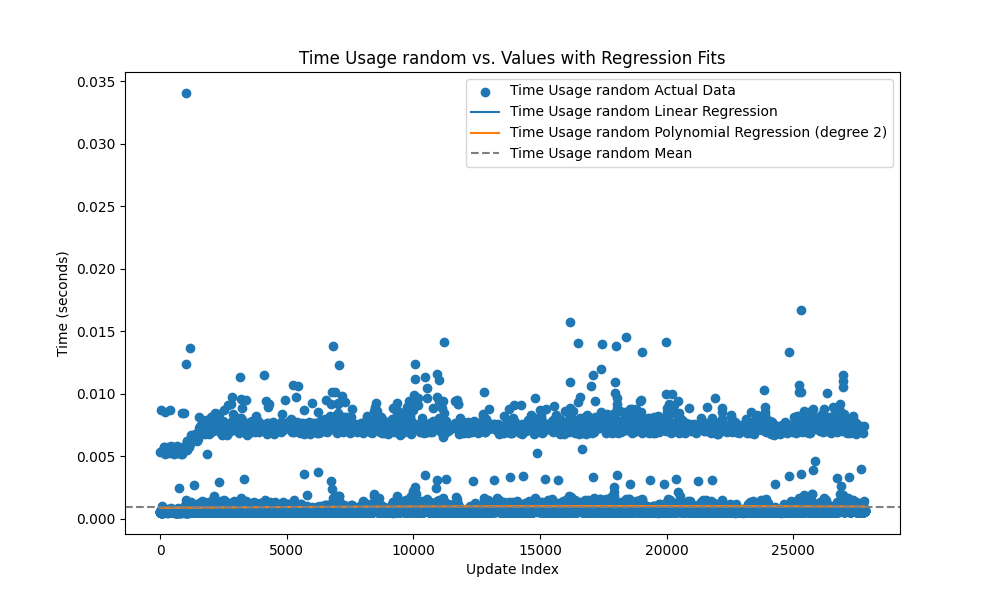 Time Usage random vs. Values with Regression Fits
Time Usage random Actual Data
Time Usage random Linear Regression
Time Usage random Polynomial Regression (degree 2)
Time Usage random Mean
0.035
0.030
0.025
0.020
0.015
0.010
0.005
0.000
Time (seconds)
0
5000
10000
15000
20000
25000
Update Index